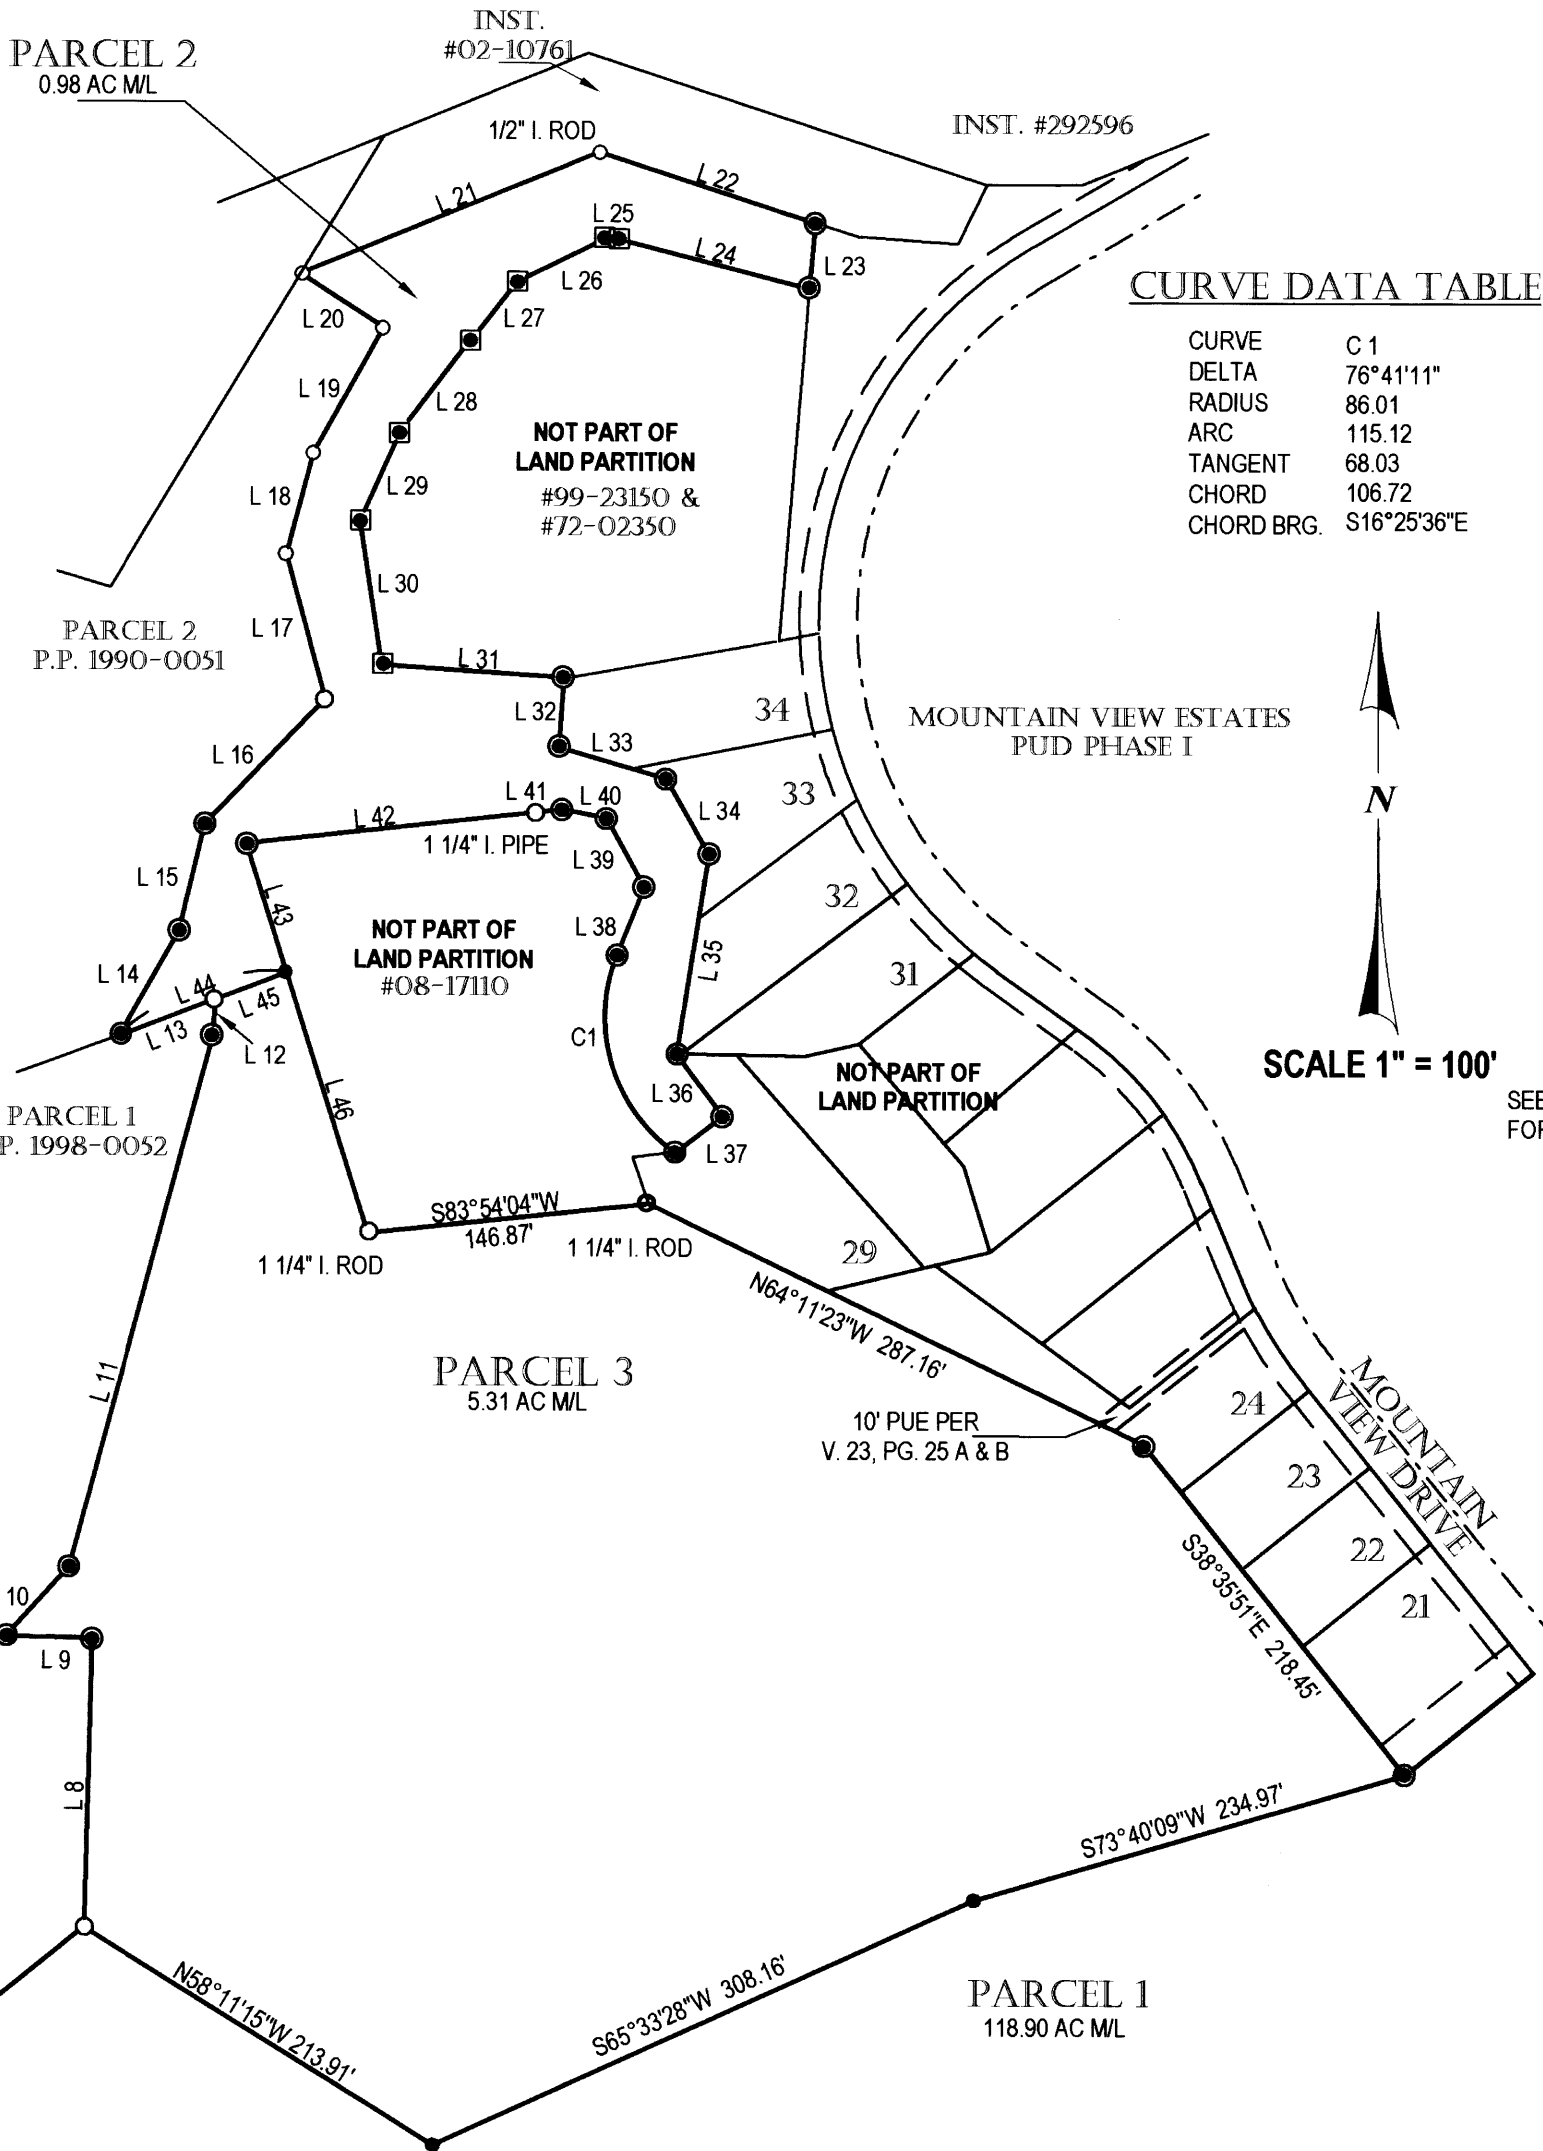 INST.
#02-10761
PARCEL 2
0.98 AC M/L
1/2" I. ROD
INST. #292596
L 21
L 22
L 25
L 24
L 23
L 26
L 20
L 27
L 19
L 28
CURVE DATA TABLE
CURVE C 1
DELTA 76°41'11"
RADIUS 86.01
ARC 115.12
TANGENT 68.03
CHORD 106.72
CHORD BRG. S16°25'36"E
NOT PART OF
LAND PARTITION
#99-23150 &
#72-02350
L 29
L 18
L 30
L 17
PARCEL 2
P.P. 1990-0051
L 31
L 32
L 33
34
MOUNTAIN VIEW ESTATES
PUD PHASE I
L 16
33
L 34
N
L 41
L 40
L 42
1 1/4" I. PIPE
L 39
L 15
L 43
32
L 38
L 35
NOT PART OF
LAND PARTITION
#08-17110
31
L 14
L 44
L 45
L 13
L 12
C1
SCALE 1" = 100'
SEE
FOR
NOT PART OF
LAND PARTITION
L 36
L 46
L 37
PARCEL 1
P. 1998-0052
S83°54'04"W
146.87'
1 1/4" I. ROD
1 1/4" I. ROD
29
N64°11'23"W 287.16'
L 11
PARCEL 3
5.31 AC M/L
10' PUE PER
V. 23, PG. 25 A & B
24
MOUNTAIN
VIEW DRIVE
23
22
21
S38°35'51"E 218.45'
10
L 9
L 8
S73°40'09"W 234.97'
N58°11'15"W 213.91'
S65°33'28"W 308.16'
PARCEL 1
118.90 AC M/L